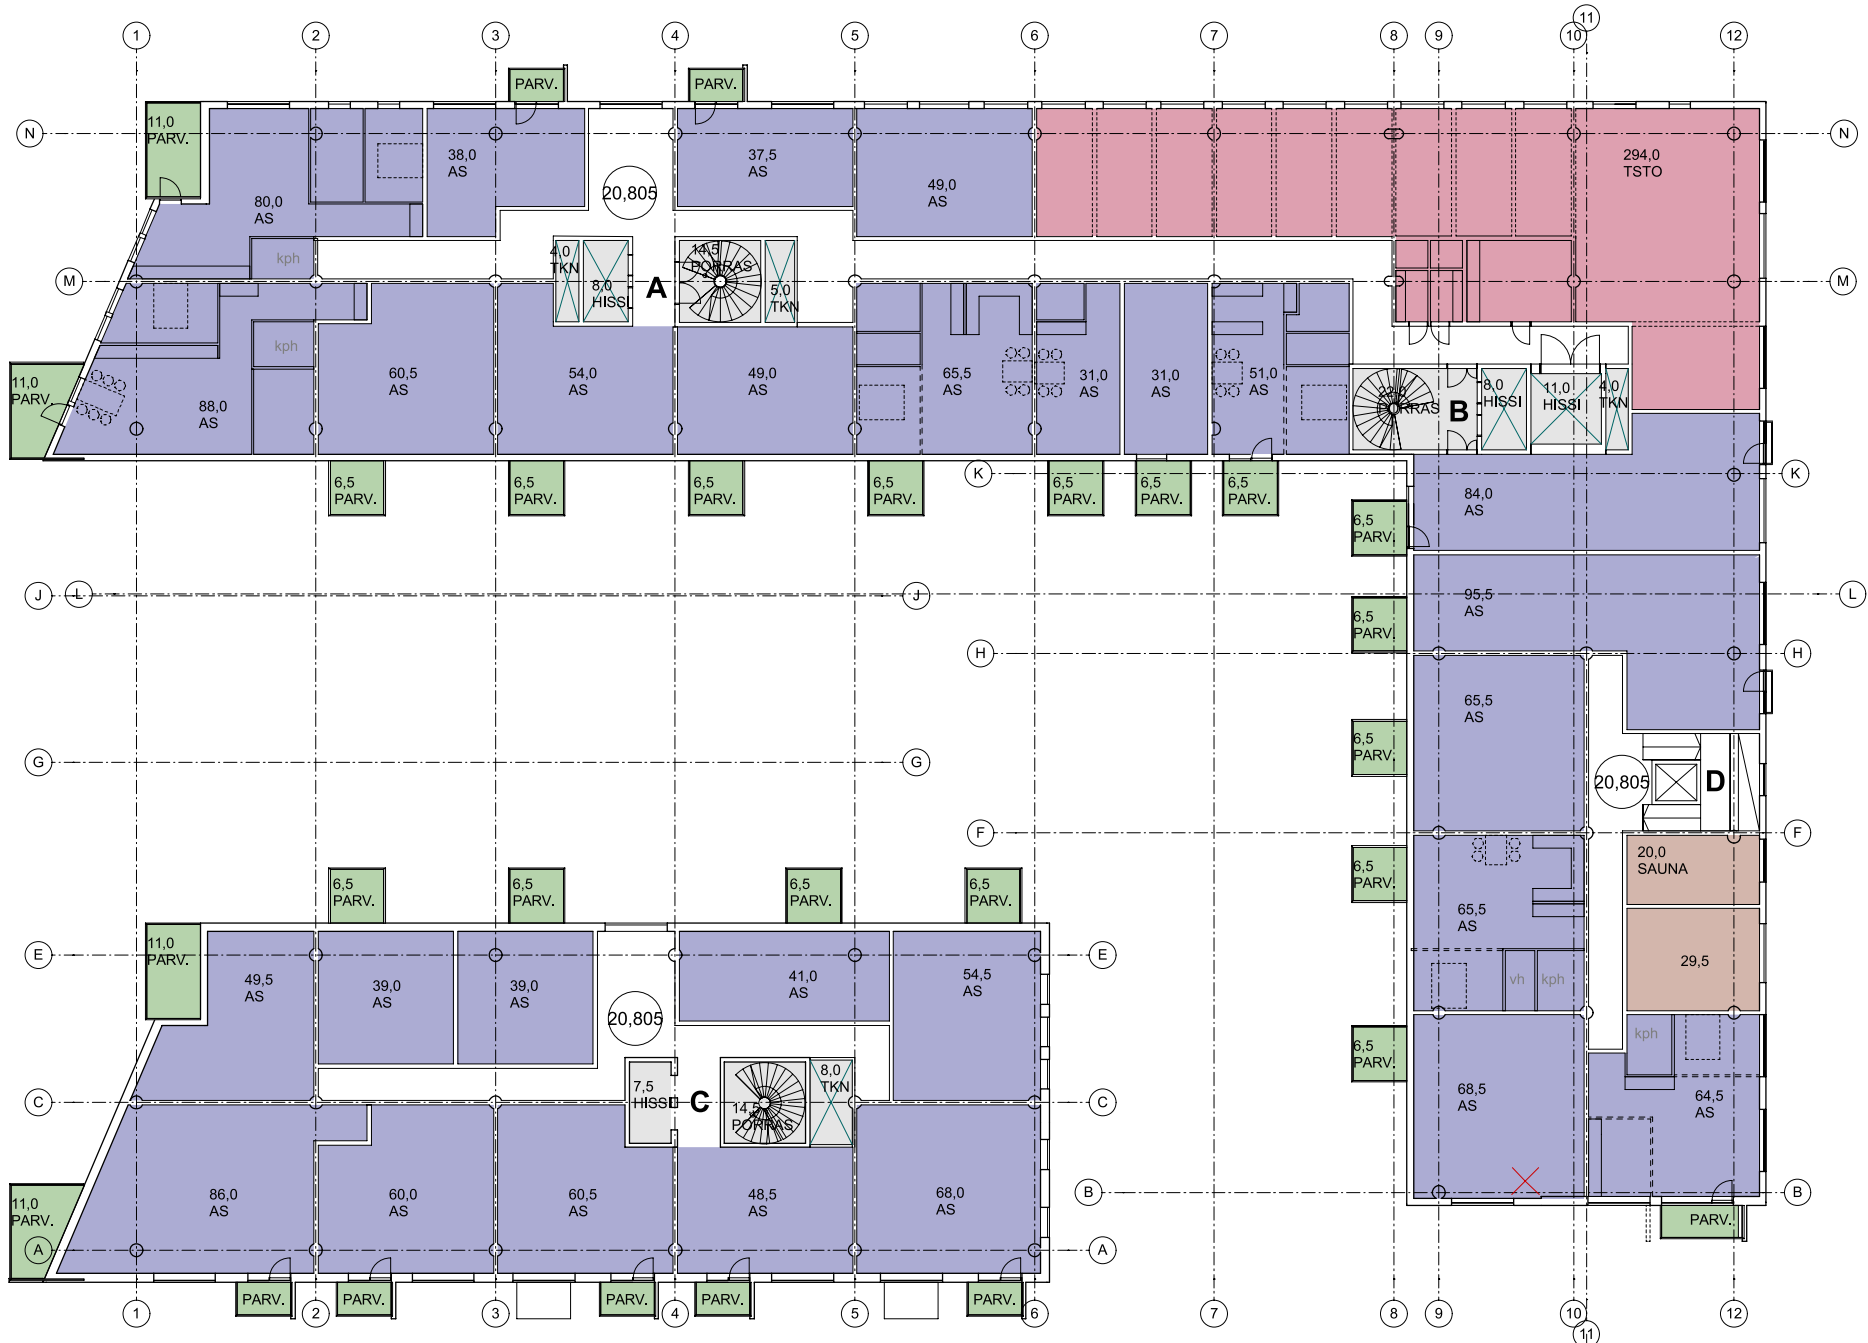 11
1
2
3
4
5
6
7
8
9
10
12
PARV.
PARV.
11,0
PARV.
N
N
38,0
AS
37,5
AS
49,0
AS
294,0
TSTO
80,0
AS
20,805
kph
4,0
TKN
8,0
HISSI
A
14,5
PORRAS
5,0
TKN
M
M
kph
11,0
PARV.
88,0
AS
60,5
AS
54,0
AS
49,0
AS
65,5
AS
31,0
AS
31,0
AS
51,0
AS
22,0
PORRAS
B
8,0
HISSI
11,0
HISSI
4,0
TKN
6,5
PARV.
6,5
PARV.
6,5
PARV.
6,5
PARV.
K
6,5
PARV.
6,5
PARV.
6,5
PARV.
K
84,0
AS
6,5
PARV.
J
L
J
95,5
AS
L
6,5
PARV.
H
H
65,5
AS
6,5
PARV.
G
G
20,805
D
F
F
6,5
PARV.
20,0
SAUNA
6,5
PARV.
6,5
PARV.
6,5
PARV.
6,5
PARV.
65,5
AS
11,0
PARV.
E
E
49,5
AS
39,0
AS
39,0
AS
41,0
AS
54,5
AS
vh
kph
29,5
20,805
kph
6,5
PARV.
7,5
HISSI
C
14,5
PORRAS
8,0
TKN
C
C
68,5
AS
64,5
AS
11,0
PARV.
86,0
AS
60,0
AS
60,5
AS
48,5
AS
68,0
AS
B
B
PARV.
A
A
PARV.
PARV.
PARV.
PARV.
PARV.
1
2
3
4
5
6
7
8
9
10
12
11